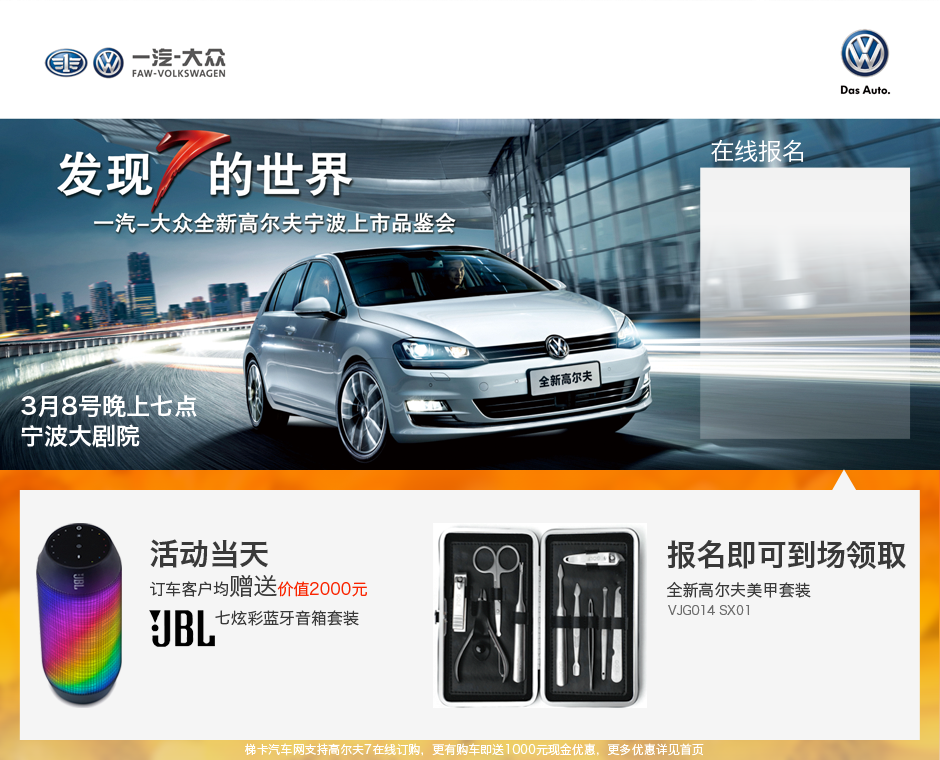 一汽-大众
FAW-VOLKSWAGEN
Das Auto.
发现7的世界
一汽-大众全新高尔夫宁波上市品鉴会
在线报名
全新高尔夫
3月8号晚上七点
宁波大剧院
JBL
活动当天
订车客户均赠送价值2000元
JBL 七炫彩蓝牙音箱套装
报名即可到场领取
全新高尔夫美甲套装
VJG014 SX01
梯卡汽车网支持高尔夫7在线订购，更有购车即送1000元现金优惠，更多优惠详见首页